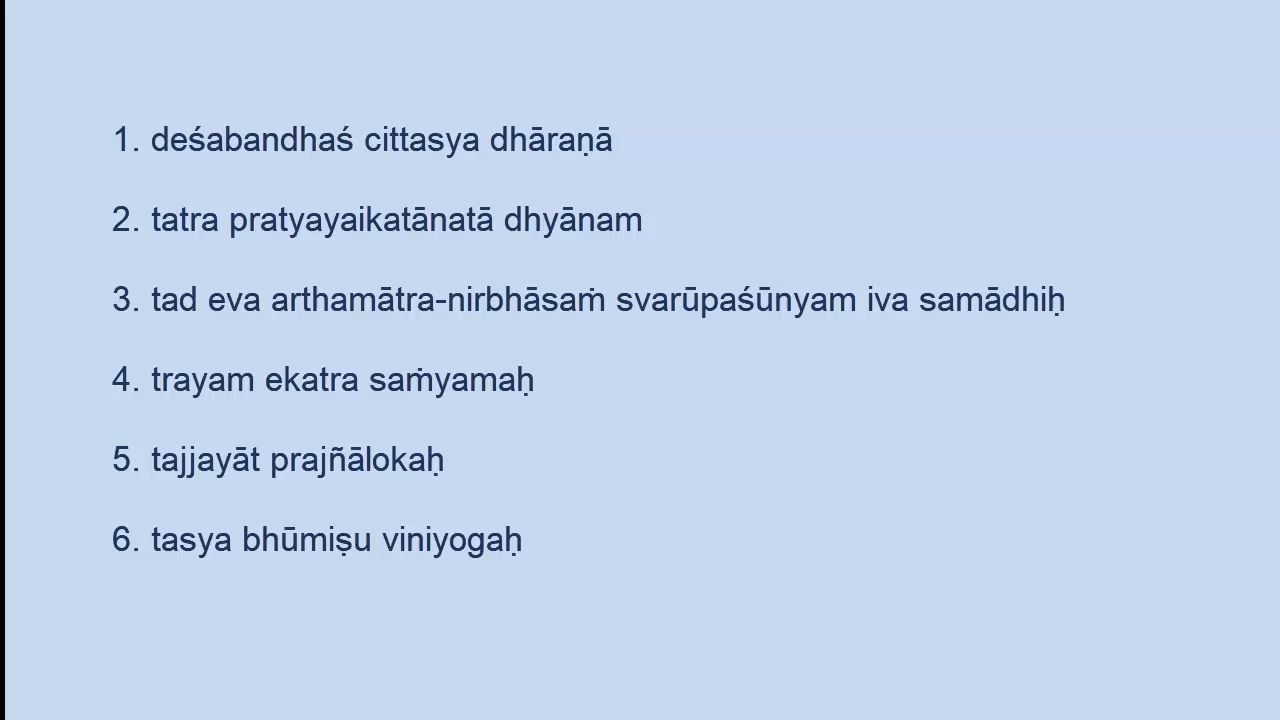 1. deśabandhaś cittasya dhāraṇā
2. tatra pratyayaikatānatā dhyānam
3. tad eva arthamātra-nirbhāsaṁ svarūpaśūnyam iva samādhiḥ
4. trayam ekatra saṁyamaḥ
5. tajjayāt prajñālokaḥ
6. tasya bhūmiṣu viniyogaḥ